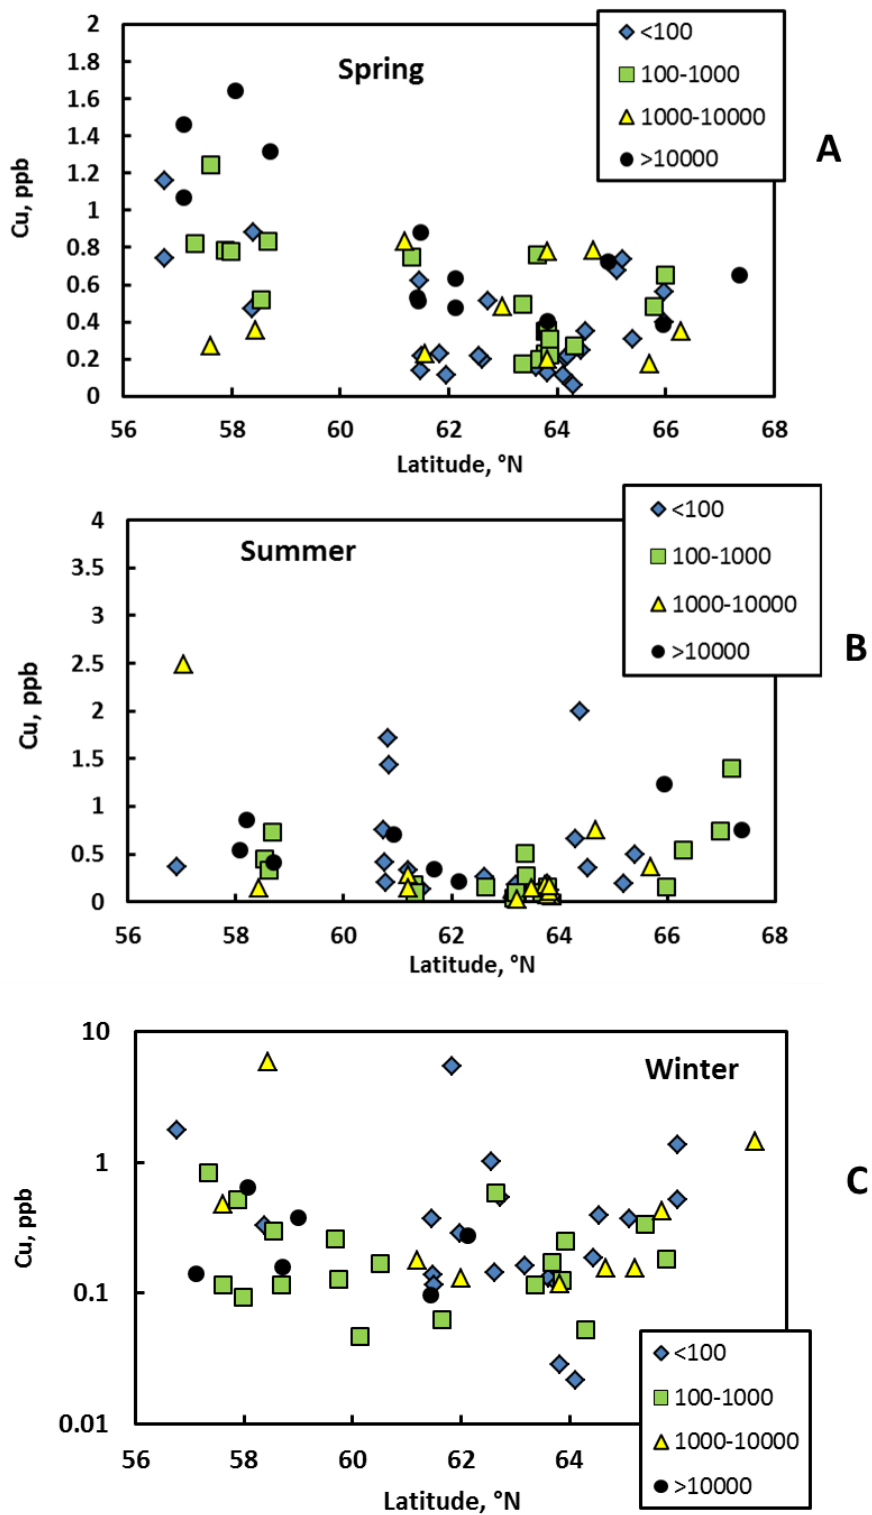 2
<100
1.8
Spring
100-1000
1.6
1000-10000
1.4
>10000
A
1.2
Cu, ppb
1
0.8
0.6
0.4
0.2
0
56 58 60 62 64 66 68
Latitude, °N
<100
4
Summer
3.5
100-1000
3
1000-10000
2.5
>10000
B
Cu, ppb
2
1.5
1
0.5
0
56 58 60 62 64 66 68
Latitude, °N
10
Winter
1
C
Cu, ppb
0.1
<100
100-1000
0.01
1000-10000
56 58 60 62 64
>10000
Latitude, °N